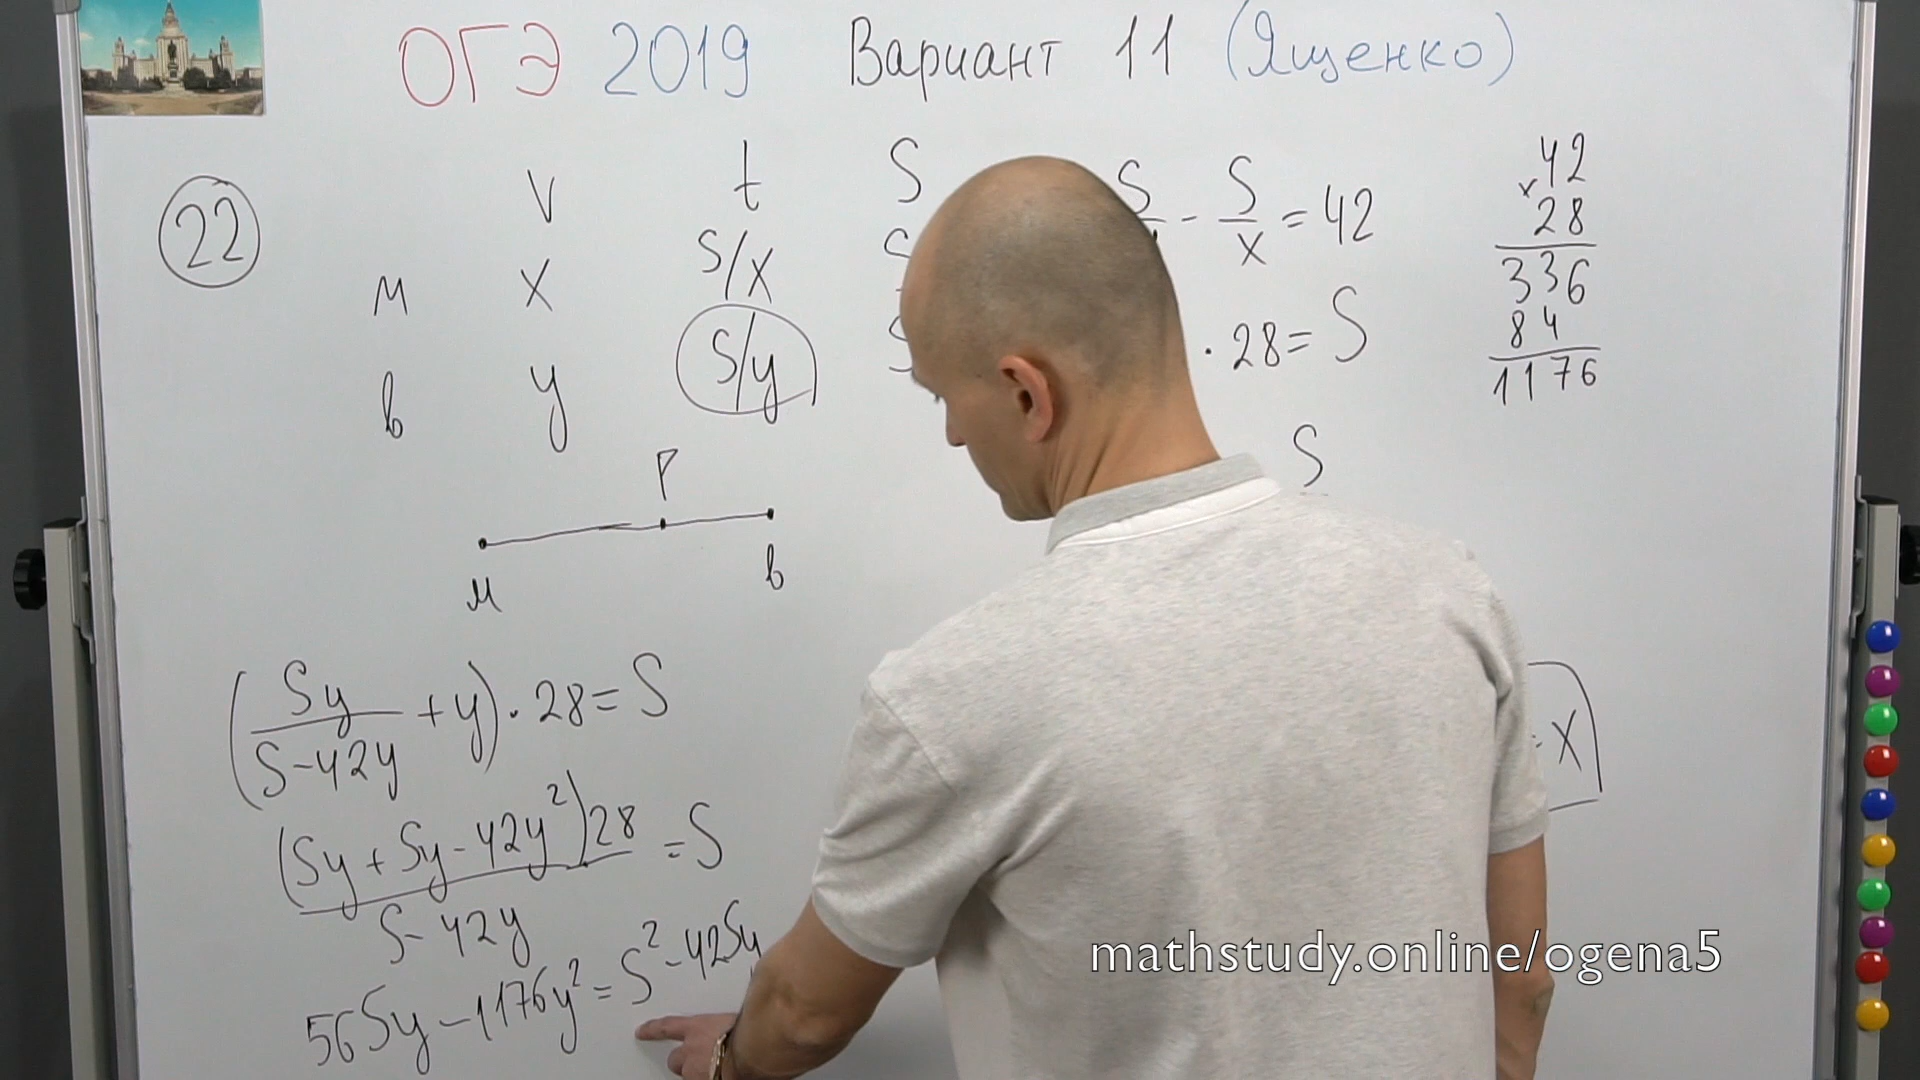 ОГЭ 2019 Вариант 11 (Ященко)
22
V t S
м x S/x S
в y S/y S
S - S/x = 42
· 28 = S
S
42
× 28
336
84
1176
P
м в
(Sy/(S-42y) + y) · 28 = S
= x
(Sy + Sy - 42y²)28/(S-42y) = S
56Sy - 1176y² = S² - 42Sy
mathstudy.online/ogena5